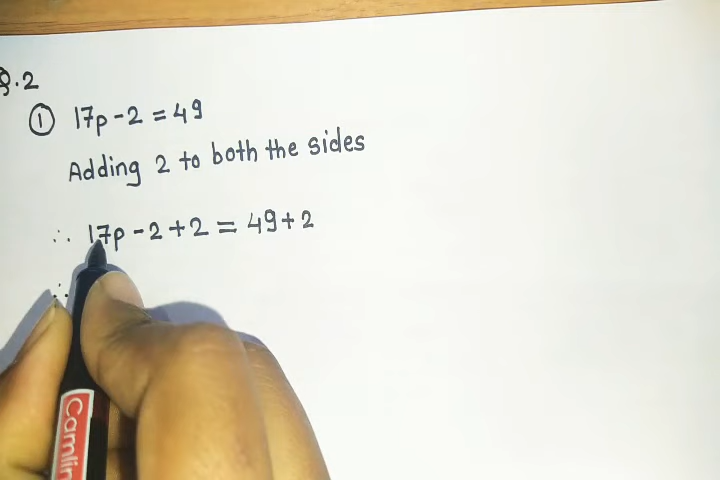 Q.2
① 17p - 2 = 49
Adding 2 to both the sides
∴ 17p - 2 + 2 = 49 + 2
∴
Camlin